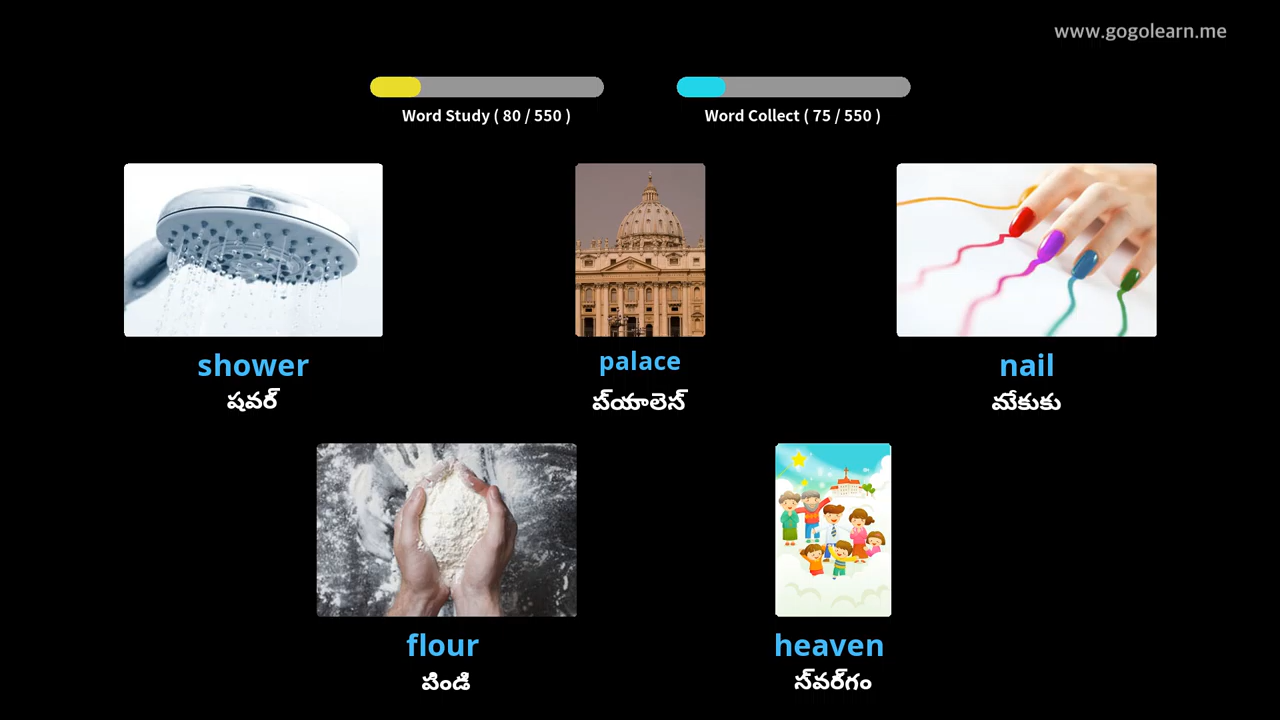 www.gogolearn.me
Word Study ( 80 / 550 )
Word Collect ( 75 / 550 )
shower
షవర్
palace
ప్‌యాలెస్
nail
మేకుకు
flour
పిండి
heaven
స్‌వర్‌గం